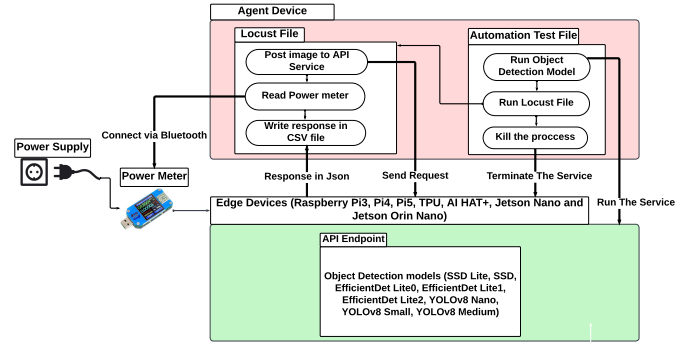 Agent Device
Locust File
Post image to API
Service
Read Power meter
Write response in
CSV file
Automation Test File
Run Object
Detection Model
Run Locust File
Kill the proccess
Connect via Bluetooth
Power Supply
Power Meter
Response in Json
Send Request
Terminate The Service
Run The Service
Edge Devices (Raspberry Pi3, Pi4, Pi5, TPU, AI HAT+, Jetson Nano and
Jetson Orin Nano)
API Endpoint
Object Detection models (SSD Lite, SSD,
EfficientDet Lite0, EfficientDet Lite1,
EfficientDet Lite2, YOLOv8 Nano,
YOLOv8 Small, YOLOv8 Medium)